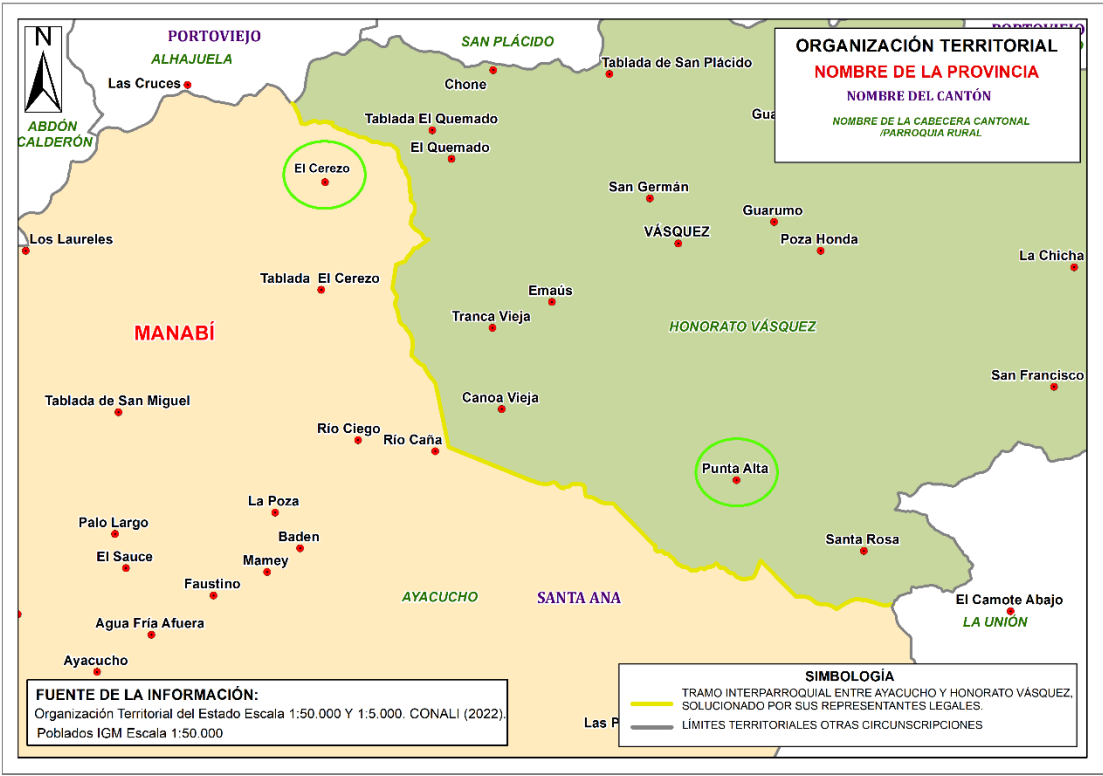 N
PORTOVIEJO
ALHAJUELA
Las Cruces
SAN PLÁCIDO
Chone
Tablada de San Plácido
ORGANIZACIÓN TERRITORIAL
NOMBRE DE LA PROVINCIA
NOMBRE DEL CANTÓN
NOMBRE DE LA CABECERA CANTONAL
/PARROQUIA RURAL
PORTOVIEJO
ABDÓN
CALDERÓN
Tablada El Quemado
El Quemado
Gua
El Cerezo
San Germán
VÁSQUEZ
Guarumo
Poza Honda
Los Laureles
La Chicha
Tablada El Cerezo
Emaús
Tranca Vieja
MANABÍ
HONORATO VÁSQUEZ
San Francisco
Tablada de San Miguel
Canoa Vieja
Río Ciego
Río Caña
Punta Alta
La Poza
Palo Largo
Baden
El Sauce
Mamey
Santa Rosa
Faustino
AYACUCHO
SANTA ANA
El Camote Abajo
LA UNIÓN
Agua Fría Afuera
Ayacucho
FUENTE DE LA INFORMACIÓN:
Organización Territorial del Estado Escala 1:50.000 Y 1:5.000. CONALI (2022).
Poblados IGM Escala 1:50.000
Las P
SIMBOLOGÍA
TRAMO INTERPARROQUIAL ENTRE AYACUCHO Y HONORATO VÁSQUEZ,
SOLUCIONADO POR SUS REPRESENTANTES LEGALES.
LÍMITES TERRITORIALES OTRAS CIRCUNSCRIPCIONES